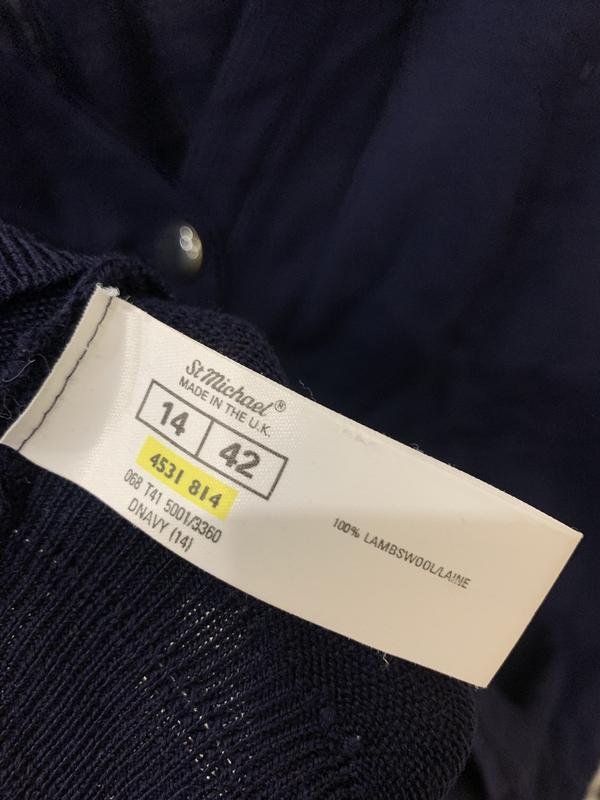 St Michael®
MADE IN THE U.K.
14 42
4531 814
068 T41 5001/3360
DNAVY (14)
100% LAMBSWOOL/LAINE